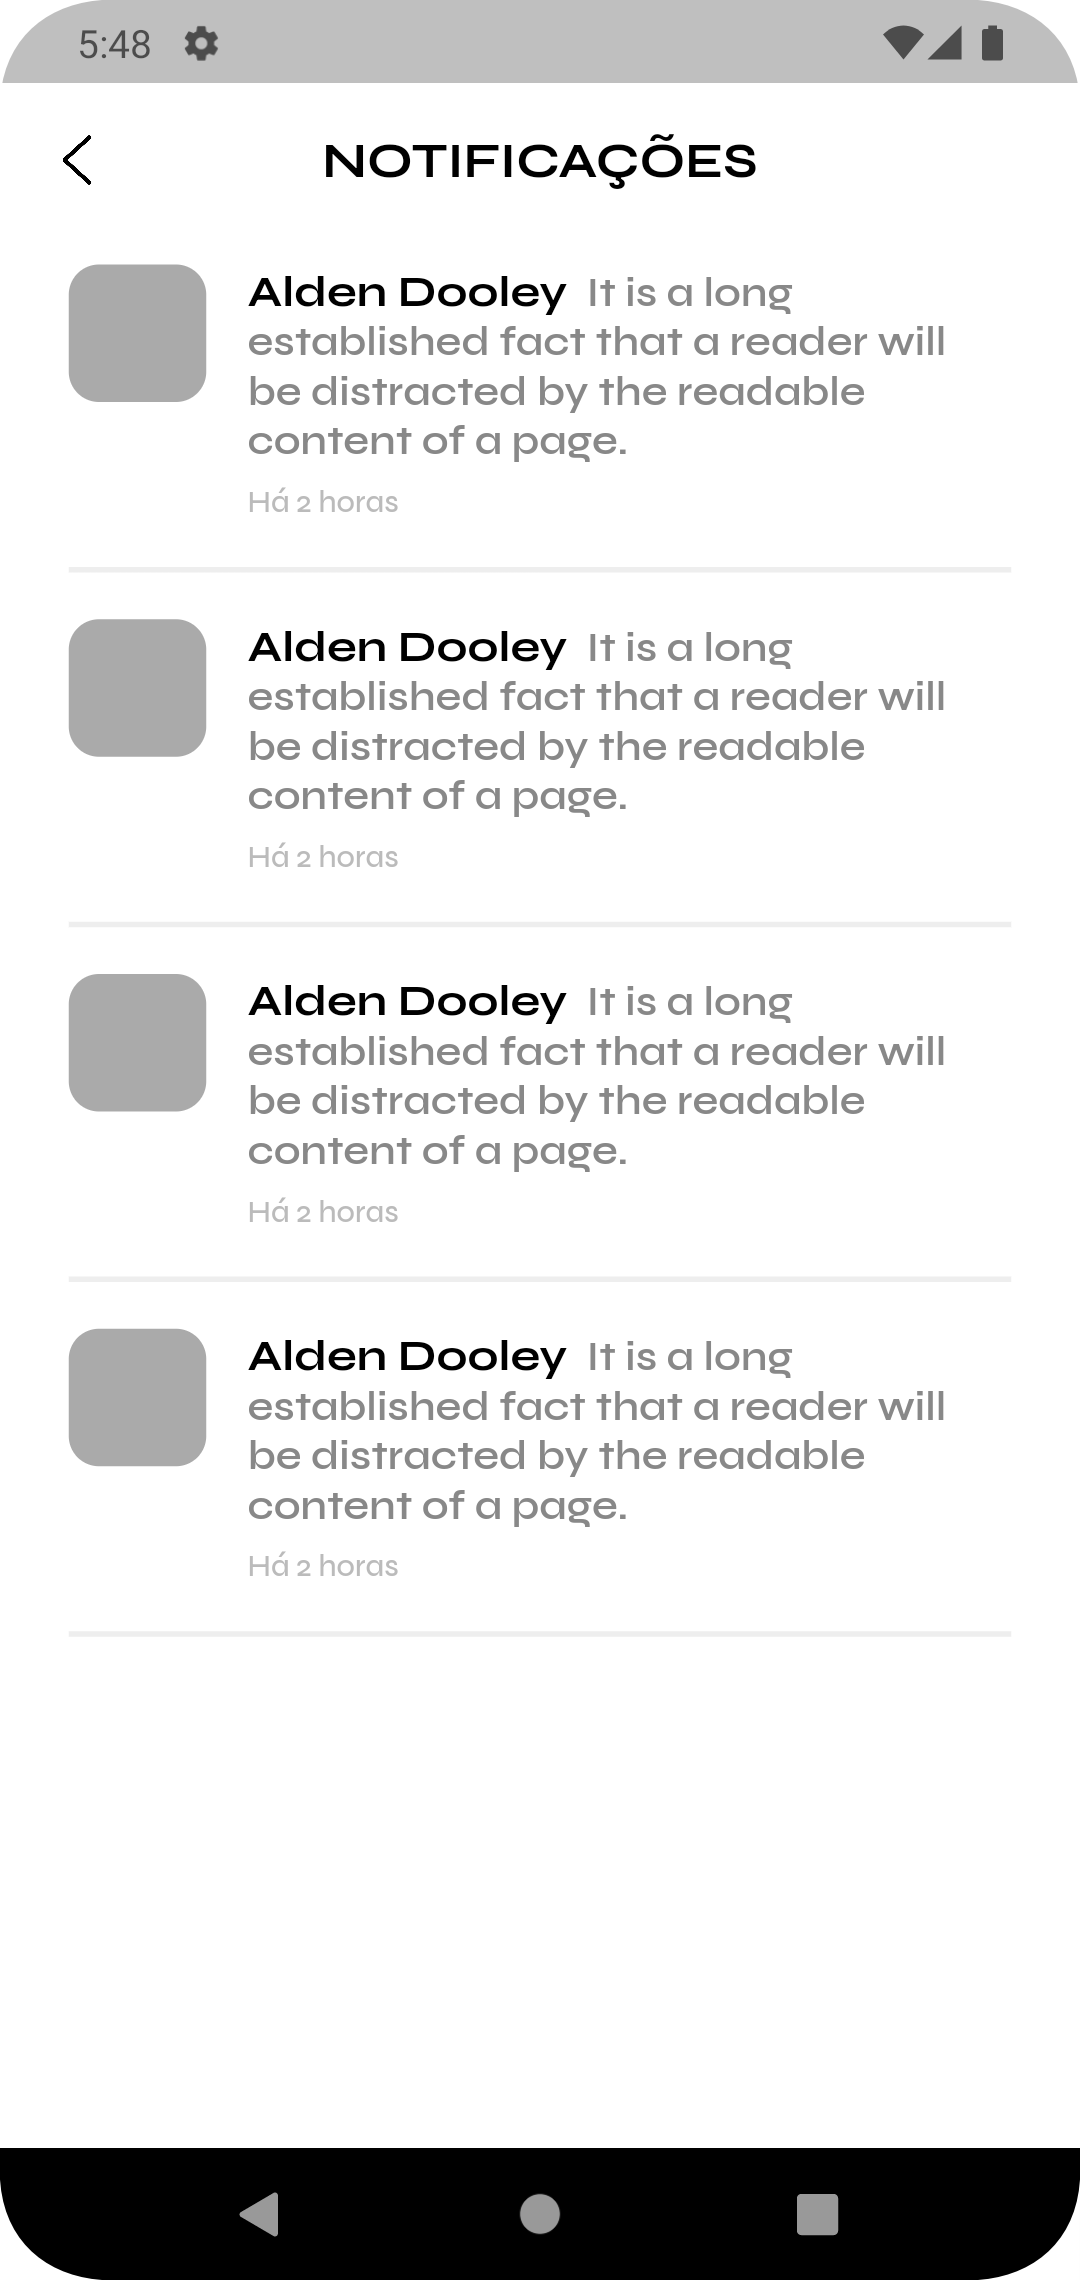 5:48
NOTIFICAÇÕES
Alden Dooley It is a long
established fact that a reader will
be distracted by the readable
content of a page.
Há 2 horas
Alden Dooley It is a long
established fact that a reader will
be distracted by the readable
content of a page.
Há 2 horas
Alden Dooley It is a long
established fact that a reader will
be distracted by the readable
content of a page.
Há 2 horas
Alden Dooley It is a long
established fact that a reader will
be distracted by the readable
content of a page.
Há 2 horas